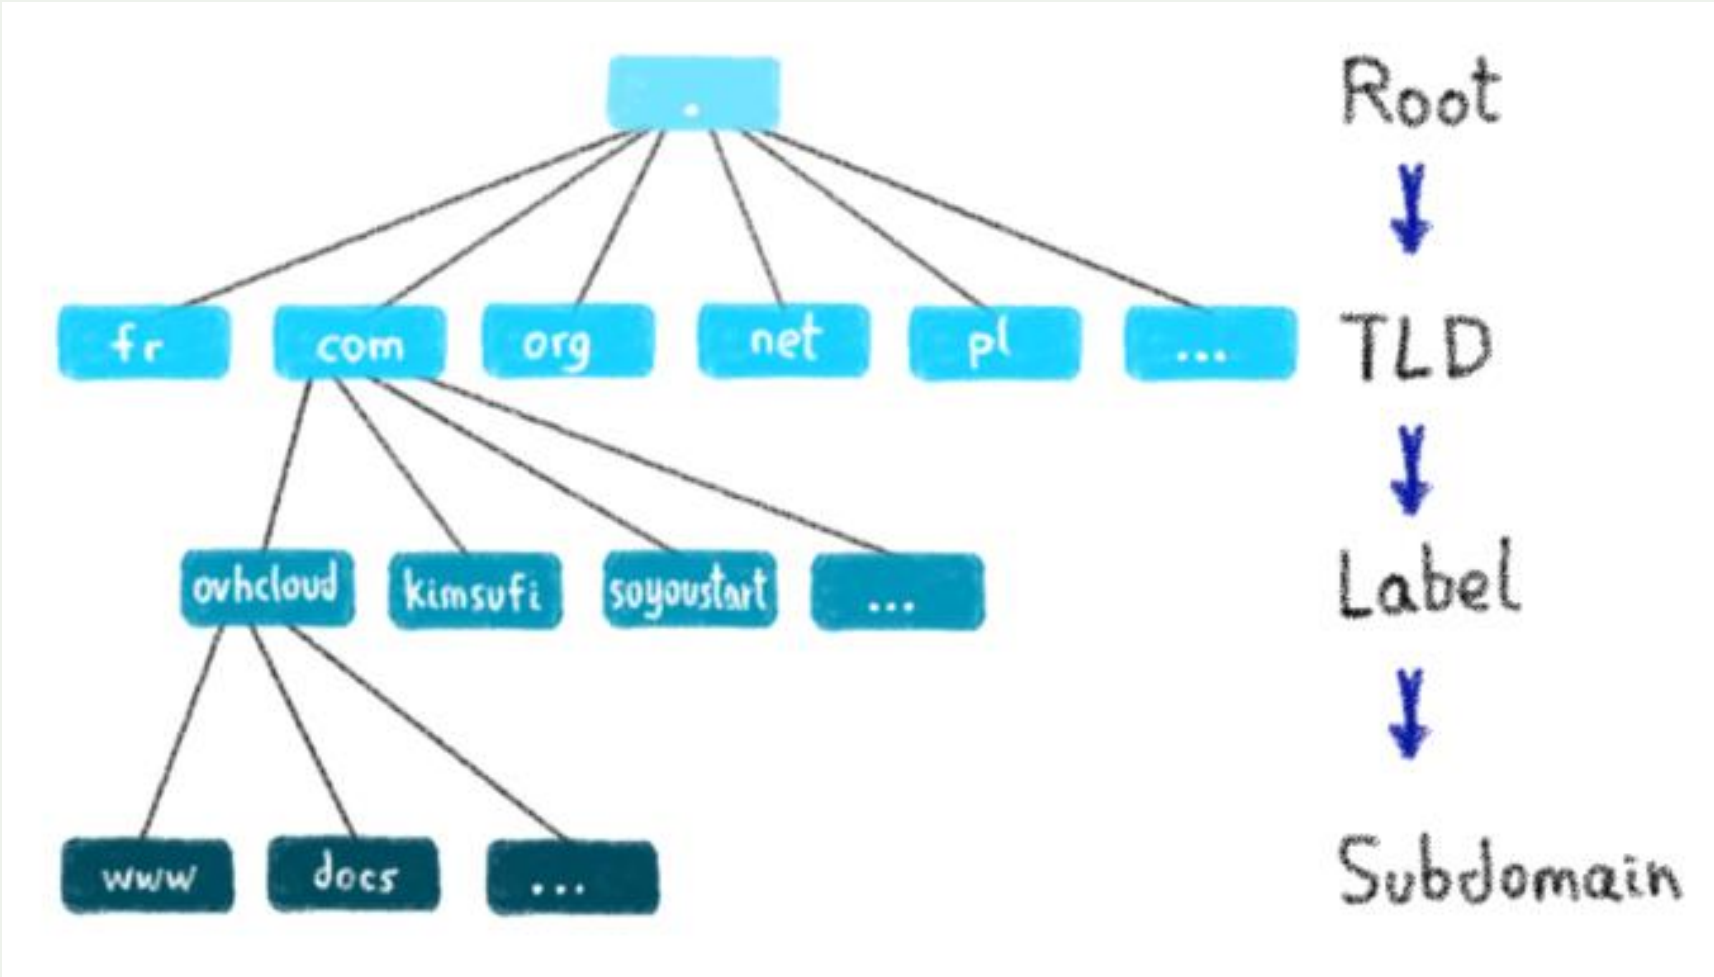 .
Root
fr com org net pl ...
TLD
ovhcloud kimsufi soyoustart ...
Label
www docs ...
Subdomain